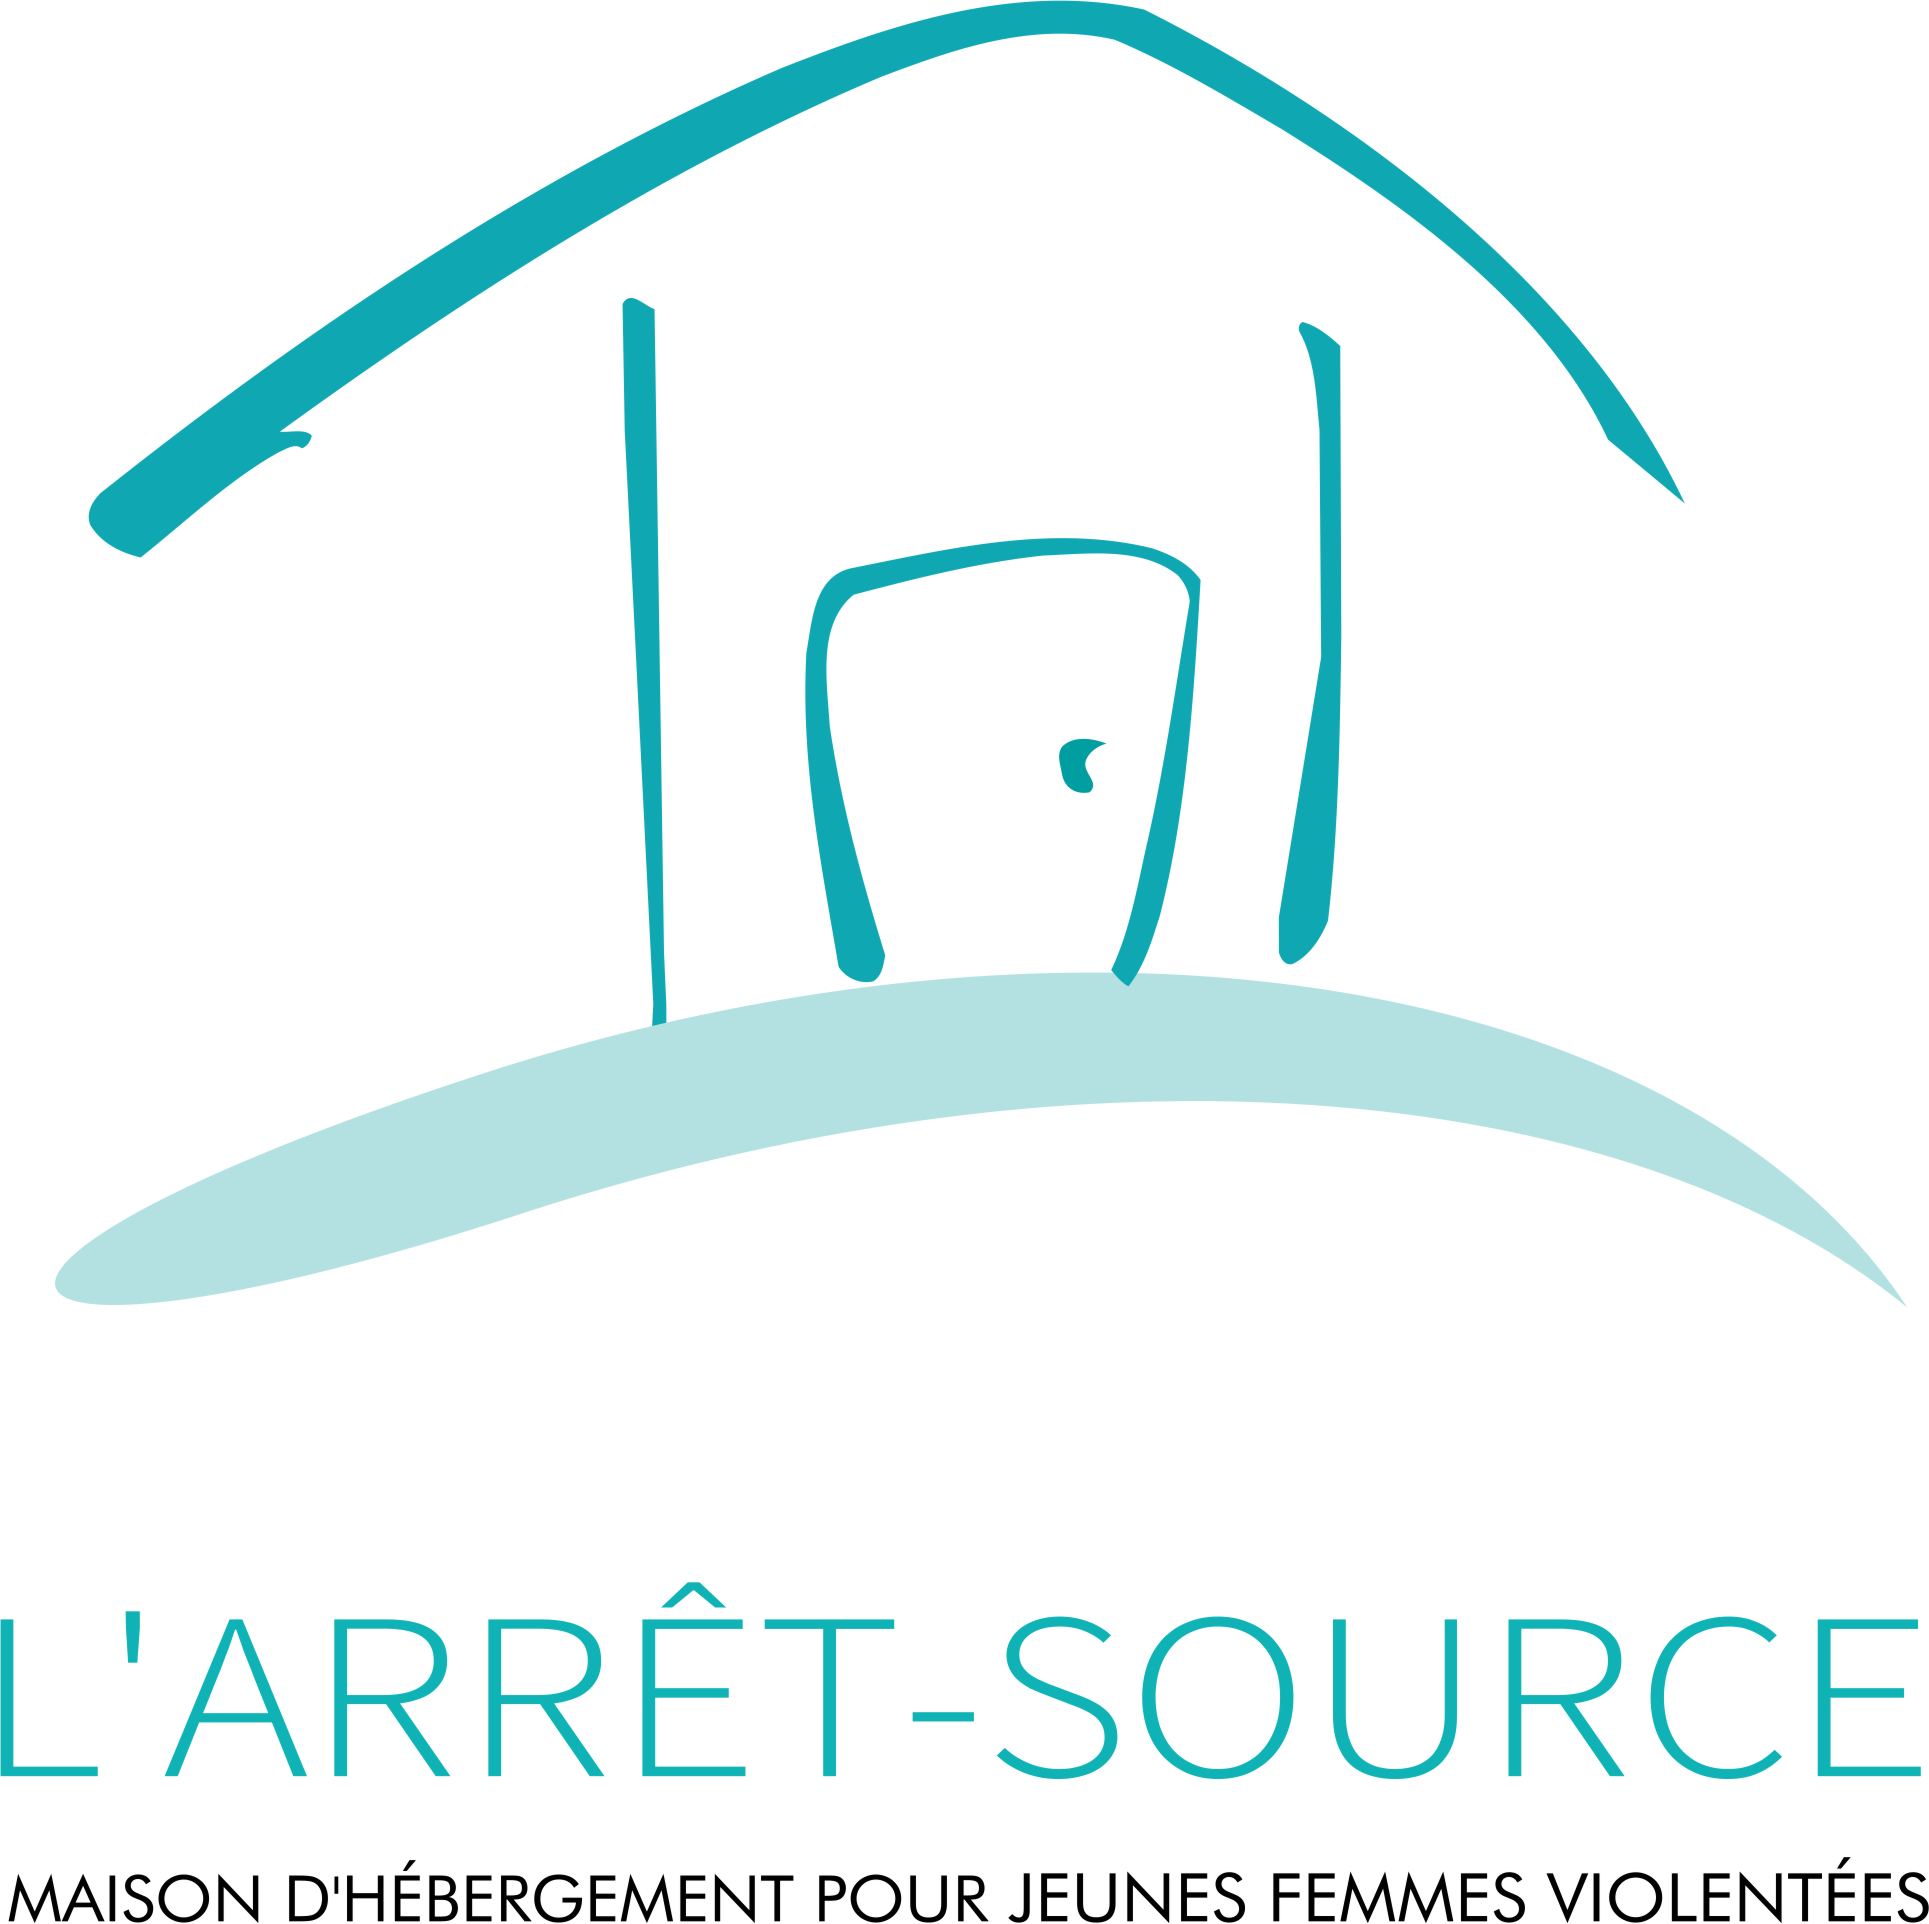 L'ARRÊT-SOURCE
MAISON D'HÉBERGEMENT POUR JEUNES FEMMES VIOLENTÉES